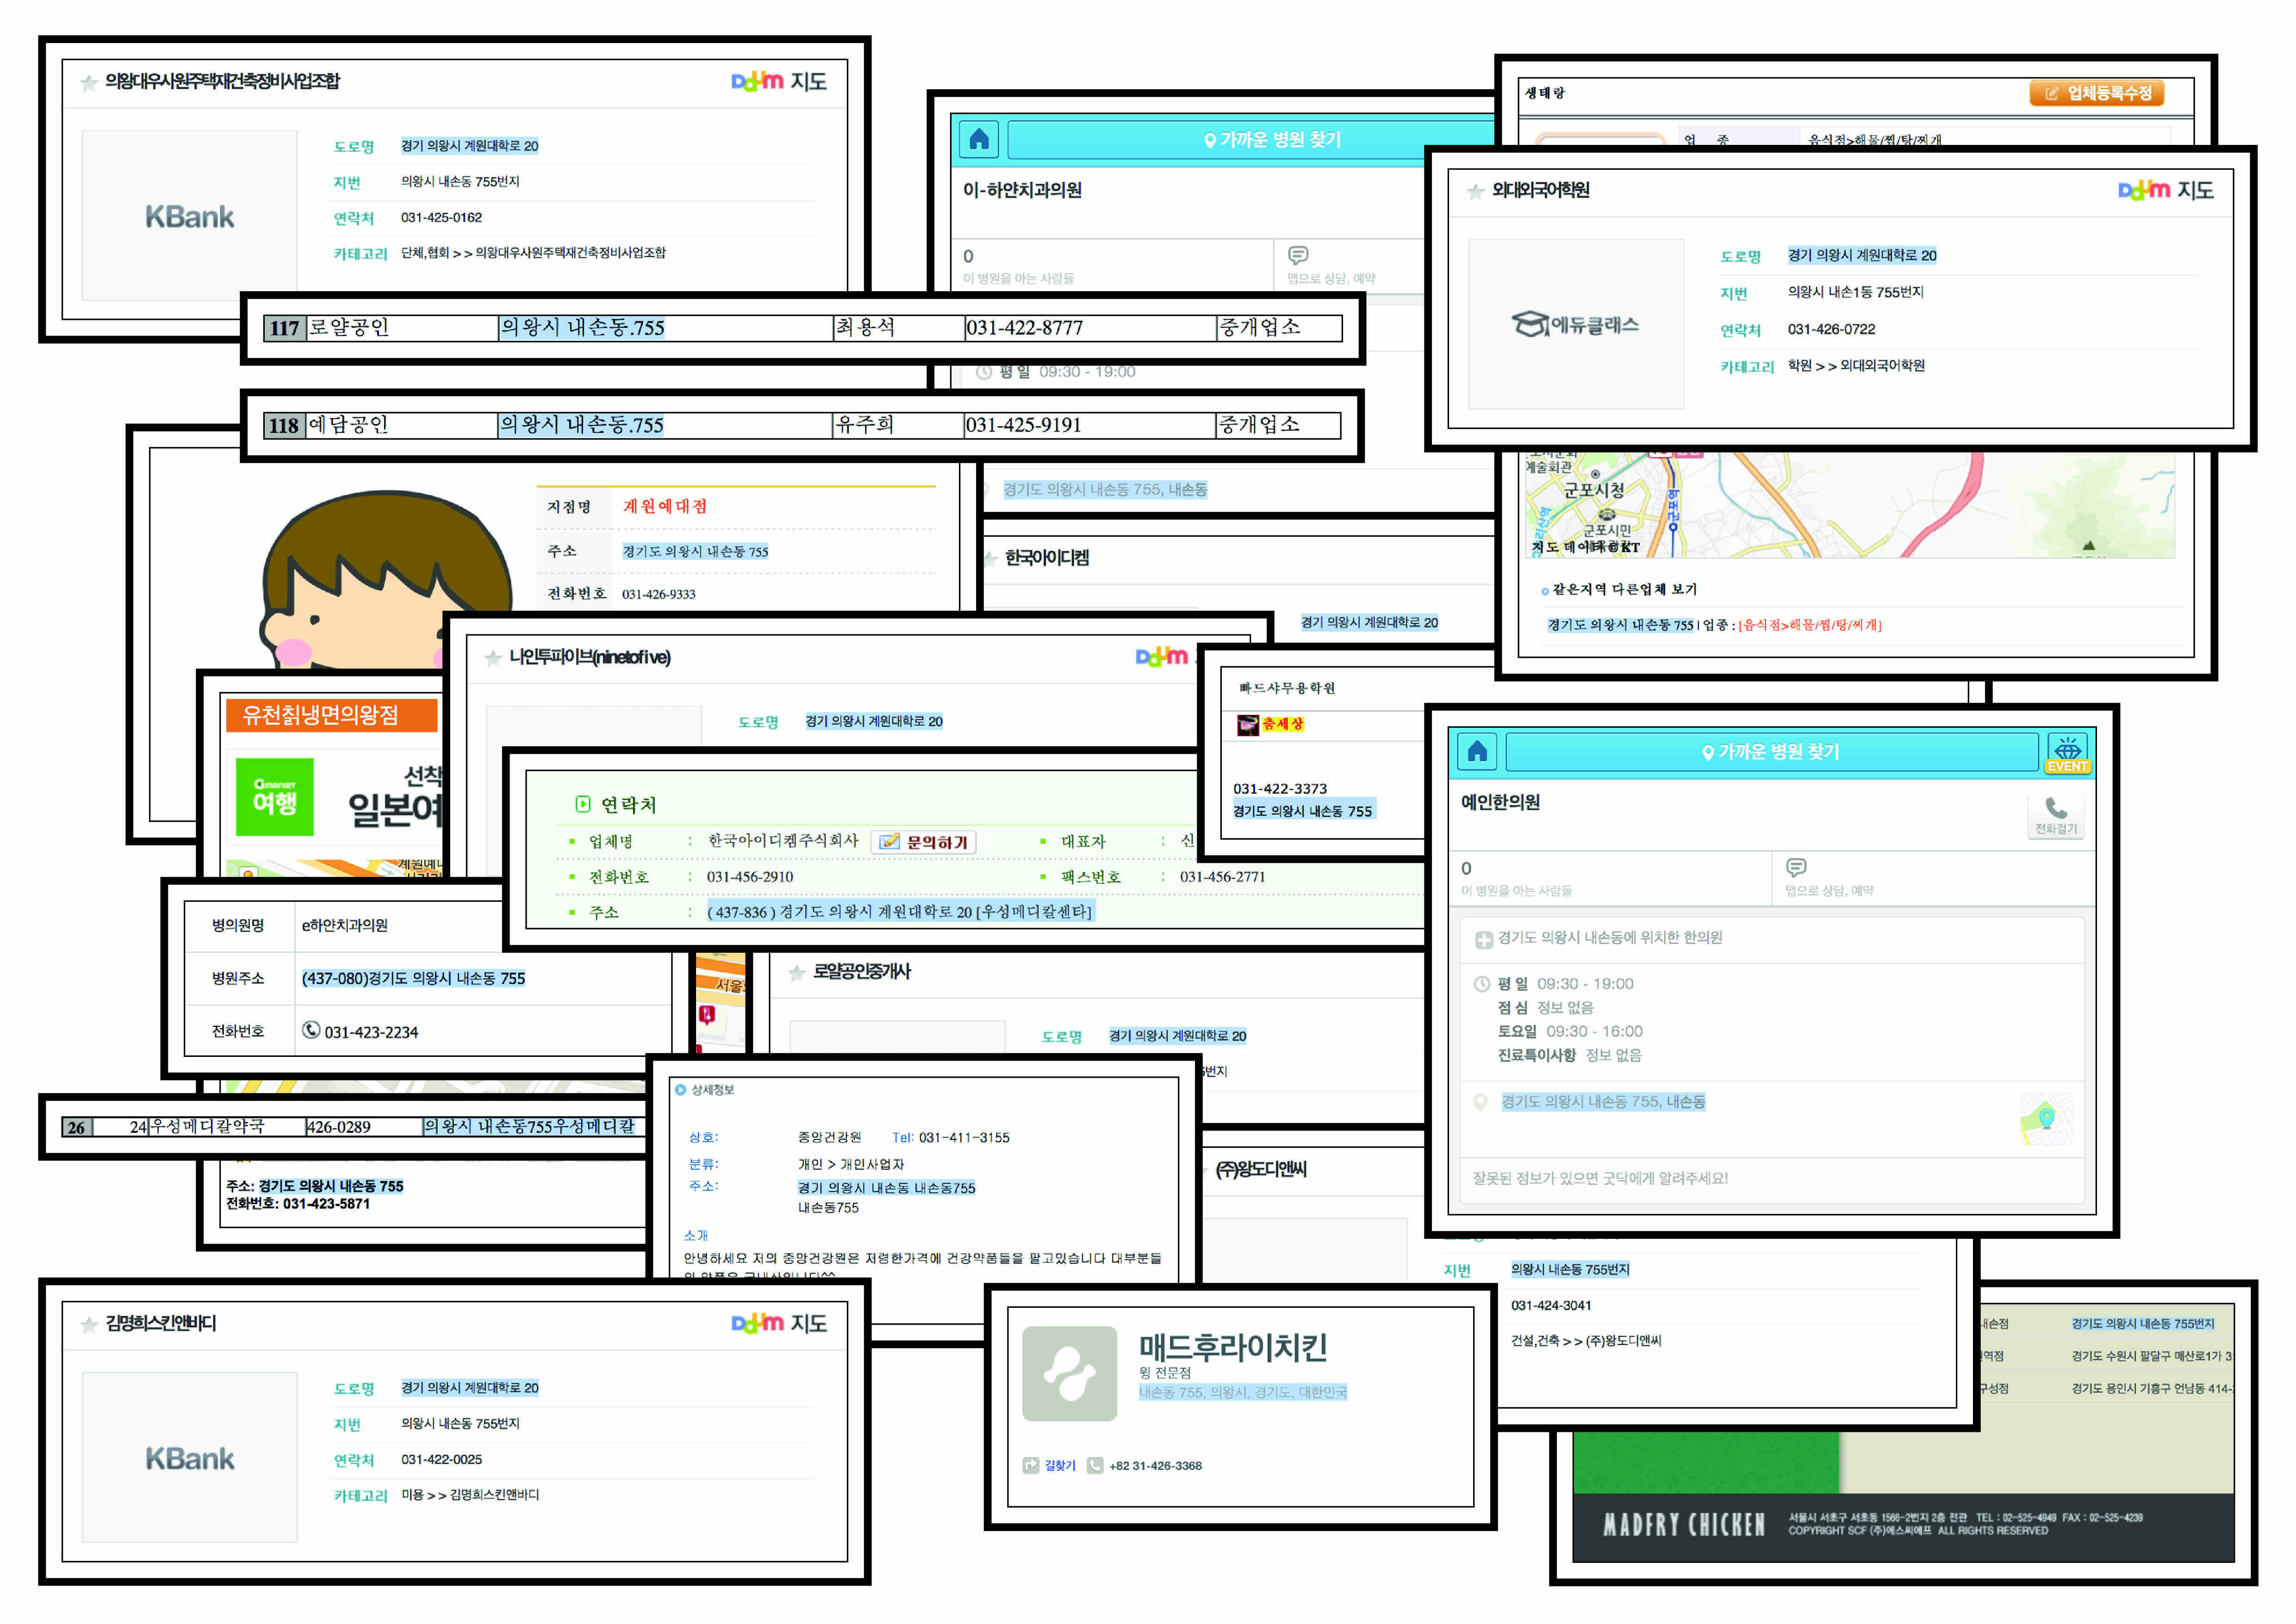 의왕대우사원주택재건축정비사업조합
Daum 지도
KBank
도로명 경기 의왕시 계원대학로 20
지번 의왕시 내손동 755번지
연락처 031-425-0162
카테고리 단체,협회 > > 의왕대우사원주택재건축정비사업조합
가까운 병원 찾기
이-하얀치과의원
0
이 병원을 아는 사람들
앱으로 상담, 예약
평일 09:30 - 19:00
경기도 의왕시 내손동 755, 내손동
생태랑
업체등록수정
업 종 음식점>해물/찜/탕/찌개
외대외국어학원
Daum 지도
에듀클래스
도로명 경기 의왕시 계원대학로 20
지번 의왕시 내손1동 755번지
연락처 031-426-0722
카테고리 학원 > > 외대외국어학원
117 로얄공인 의왕시 내손동.755 최용석 031-422-8777 중개업소
118 예담공인 의왕시 내손동.755 유주희 031-425-9191 중개업소
예술회관
군포시청
군포역
군포시민
지도 데이터©KT
같은지역 다른업체 보기
경기도 의왕시 내손동 755 | 업종 : [음식점>해물/찜/탕/찌개]
지점명 계원예대점
주소 경기도 의왕시 내손동 755
전화번호 031-426-9333
한국아이디켐
경기 의왕시 계원대학로 20
나인투파이브(ninetofive)
Daum
도로명 경기 의왕시 계원대학로 20
빠드샤무용학원
춤세상
031-422-3373
경기도 의왕시 내손동 755
유천칡냉면의왕점
Gmarket
여행
선착
일본여
연락처
업체명 : 한국아이디켐주식회사 문의하기
대표자 : 신
전화번호 : 031-456-2910
팩스번호 : 031-456-2771
주소 : ( 437-836 ) 경기도 의왕시 계원대학로 20 [우성메디칼센타]
가까운 병원 찾기
EVENT
예인한의원
전화걸기
0
이 병원을 아는 사람들
앱으로 상담, 예약
경기도 의왕시 내손동에 위치한 한의원
평일 09:30 - 19:00
점심 정보 없음
토요일 09:30 - 16:00
진료특이사항 정보 없음
경기도 의왕시 내손동 755, 내손동
잘못된 정보가 있으면 굿닥에게 알려주세요!
병의원명 e하얀치과의원
병원주소 (437-080)경기도 의왕시 내손동 755
전화번호 031-423-2234
서울
로얄공인중개사
도로명 경기 의왕시 계원대학로 20
번지
26 24 우성메디칼약국 426-0289 의왕시 내손동755우성메디칼
주소: 경기도 의왕시 내손동 755
전화번호: 031-423-5871
상세정보
상호: 중앙건강원 Tel: 031-411-3155
분류: 개인 > 개인사업자
주소: 경기 의왕시 내손동 내손동755
내손동755
소개
안녕하세요 저의 중앙건강원은 저렴한가격에 건강약품들을 팔고있습니다 대부분들
(주)왕도디앤씨
지번 의왕시 내손동 755번지
031-424-3041
건설,건축 > > (주)왕도디앤씨
김명희스킨앤바디
Daum 지도
KBank
도로명 경기 의왕시 계원대학로 20
지번 의왕시 내손동 755번지
연락처 031-422-0025
카테고리 미용 > > 김명희스킨앤바디
매드후라이치킨
윙 전문점
내손동 755, 의왕시, 경기도, 대한민국
길찾기 +82 31-426-3368
내손점 경기도 의왕시 내손동 755번지
역점 경기도 수원시 팔달구 매산로1가 3
구성점 경기도 용인시 기흥구 언남동 414-
MADFRY CHICKEN
서울시 서초구 서초동 1566-2번지 2층 전관 TEL : 02-525-4949 FAX : 02-525-4239
COPYRIGHT SCF (주)에스씨에프 ALL RIGHTS RESERVED